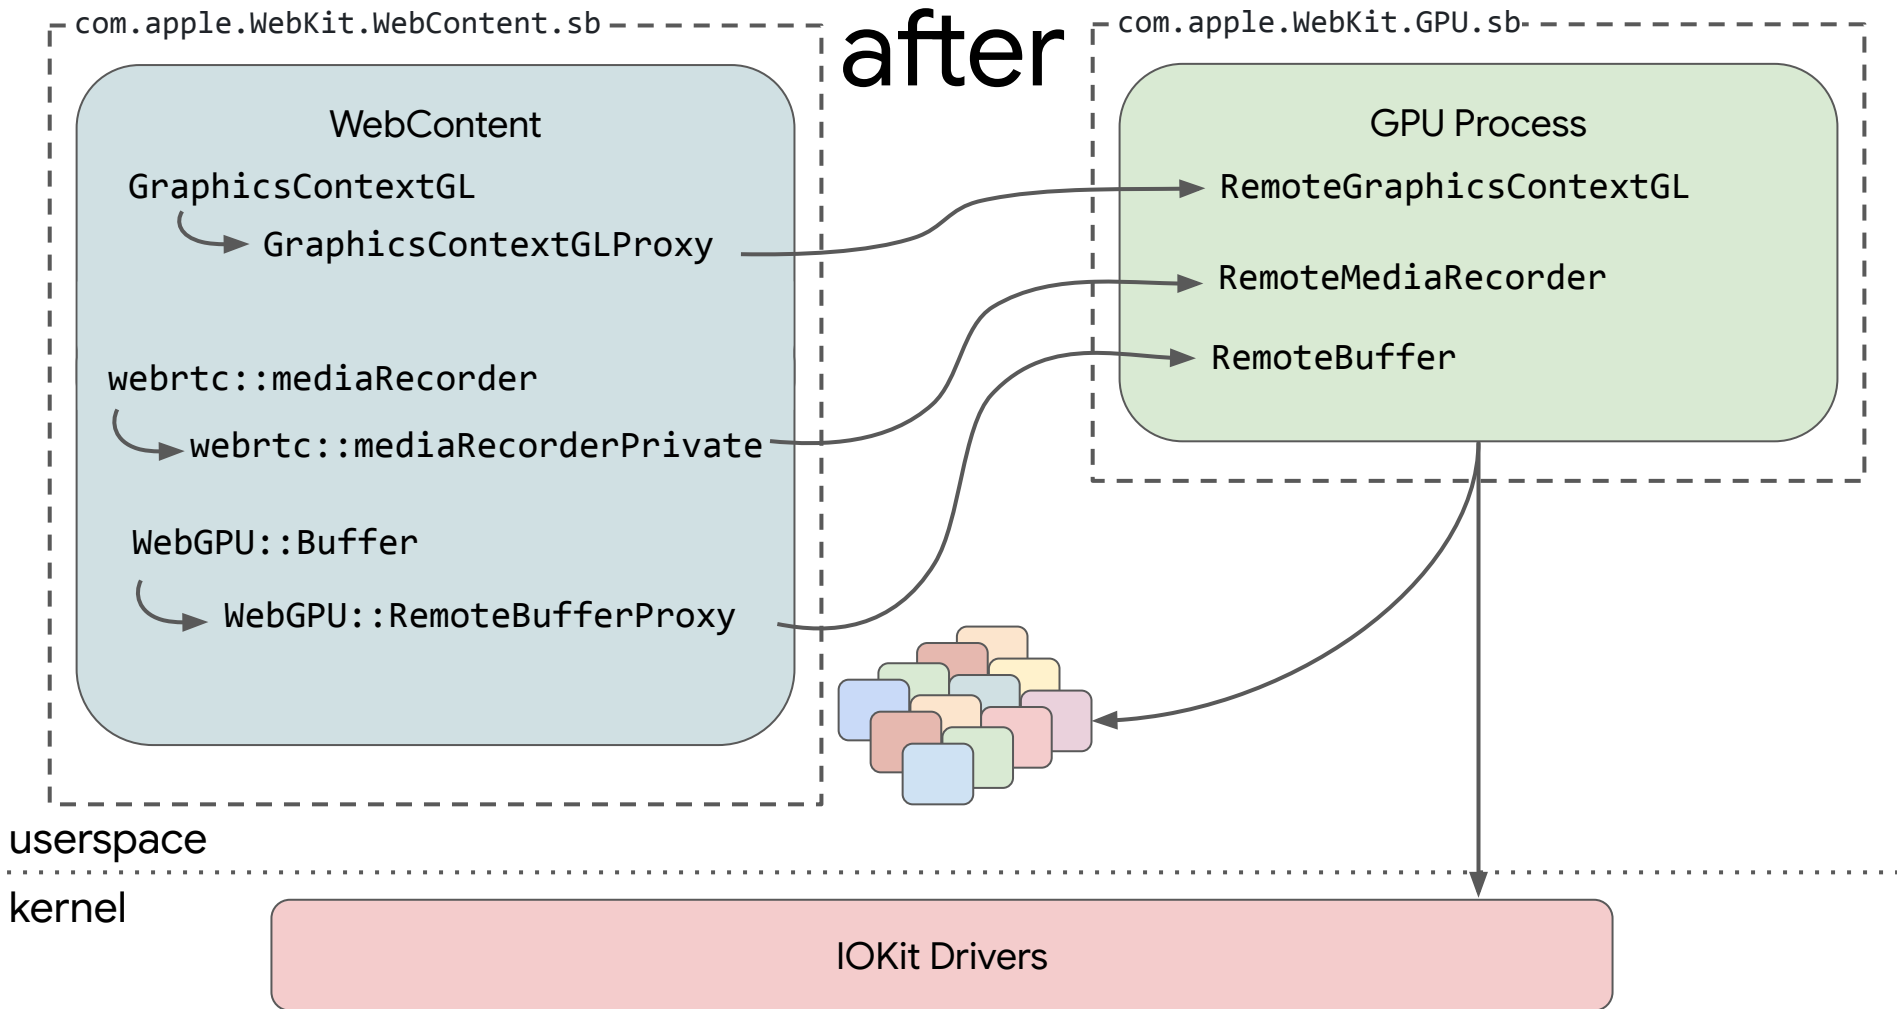 com.apple.WebKit.WebContent.sb
after
com.apple.WebKit.GPU.sb
WebContent
GraphicsContextGL
GraphicsContextGLProxy
webrtc::mediaRecorder
webrtc::mediaRecorderPrivate
WebGPU::Buffer
WebGPU::RemoteBufferProxy
GPU Process
RemoteGraphicsContextGL
RemoteMediaRecorder
RemoteBuffer
userspace
kernel
IOKit Drivers